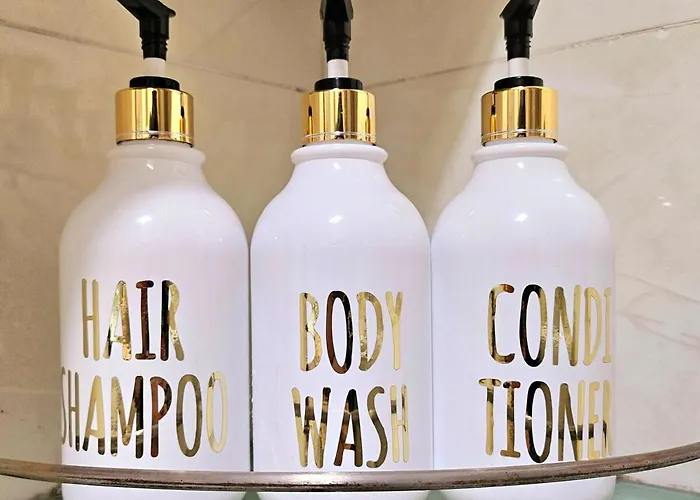 HAIR
SHAMPOO
BODY
WASH
CONDI
TIONER